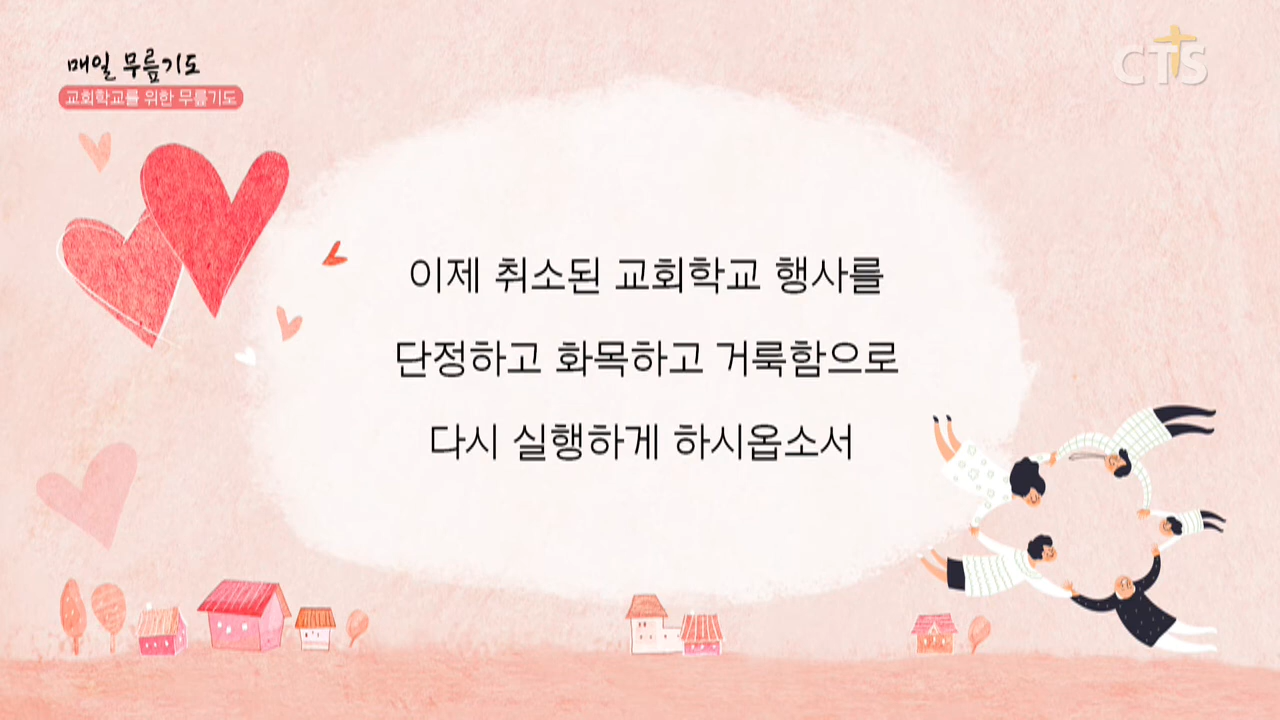 매일 무릎기도
교회학교를 위한 무릎기도
CTS
이제 취소된 교회학교 행사를
단정하고 화목하고 거룩함으로
다시 실행하게 하시옵소서